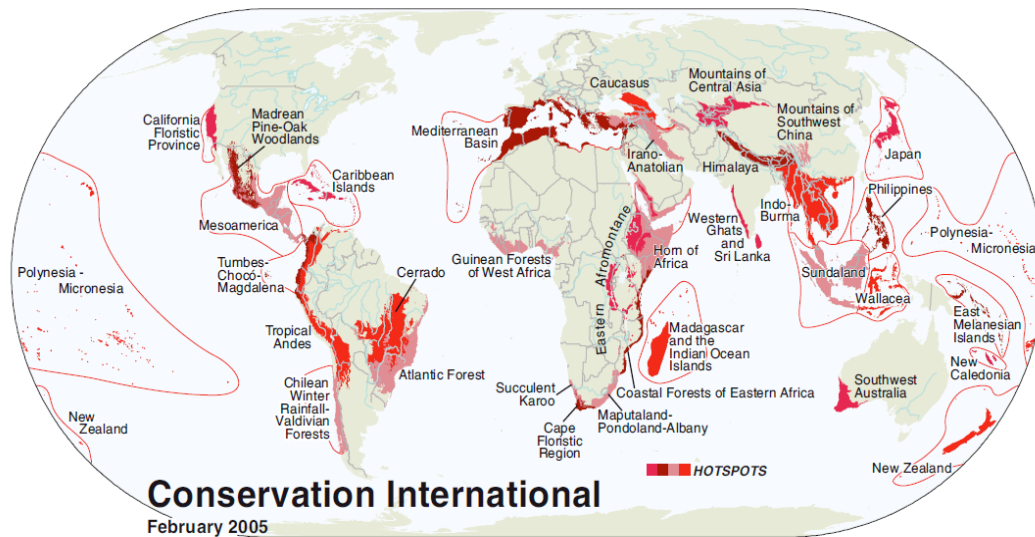 California
Floristic
Province
Madrean
Pine-Oak
Woodlands
Caribbean
Islands
Mesoamerica
Polynesia -
Micronesia
Tumbes-
Chocó-
Magdalena
Cerrado
Tropical
Andes
Atlantic Forest
Chilean
Winter
Rainfall-
Valdivian
Forests
New
Zealand
Caucasus
Mediterranean
Basin
Irano-
Anatolian
Mountains of
Central Asia
Mountains of
Southwest
China
Himalaya
Japan
Philippines
Indo-
Burma
Western
Ghats
and
Sri Lanka
Guinean Forests
of West Africa
Eastern Afromontane
Horn of
Africa
Sundaland
Wallacea
Polynesia-
Micronesia
East
Melanesian
Islands
New
Caledonia
Madagascar
and the
Indian Ocean
Islands
Coastal Forests of Eastern Africa
Succulent
Karoo
Cape
Floristic
Region
Maputaland-
Pondoland-Albany
Southwest
Australia
New Zealand
HOTSPOTS
Conservation International
February 2005